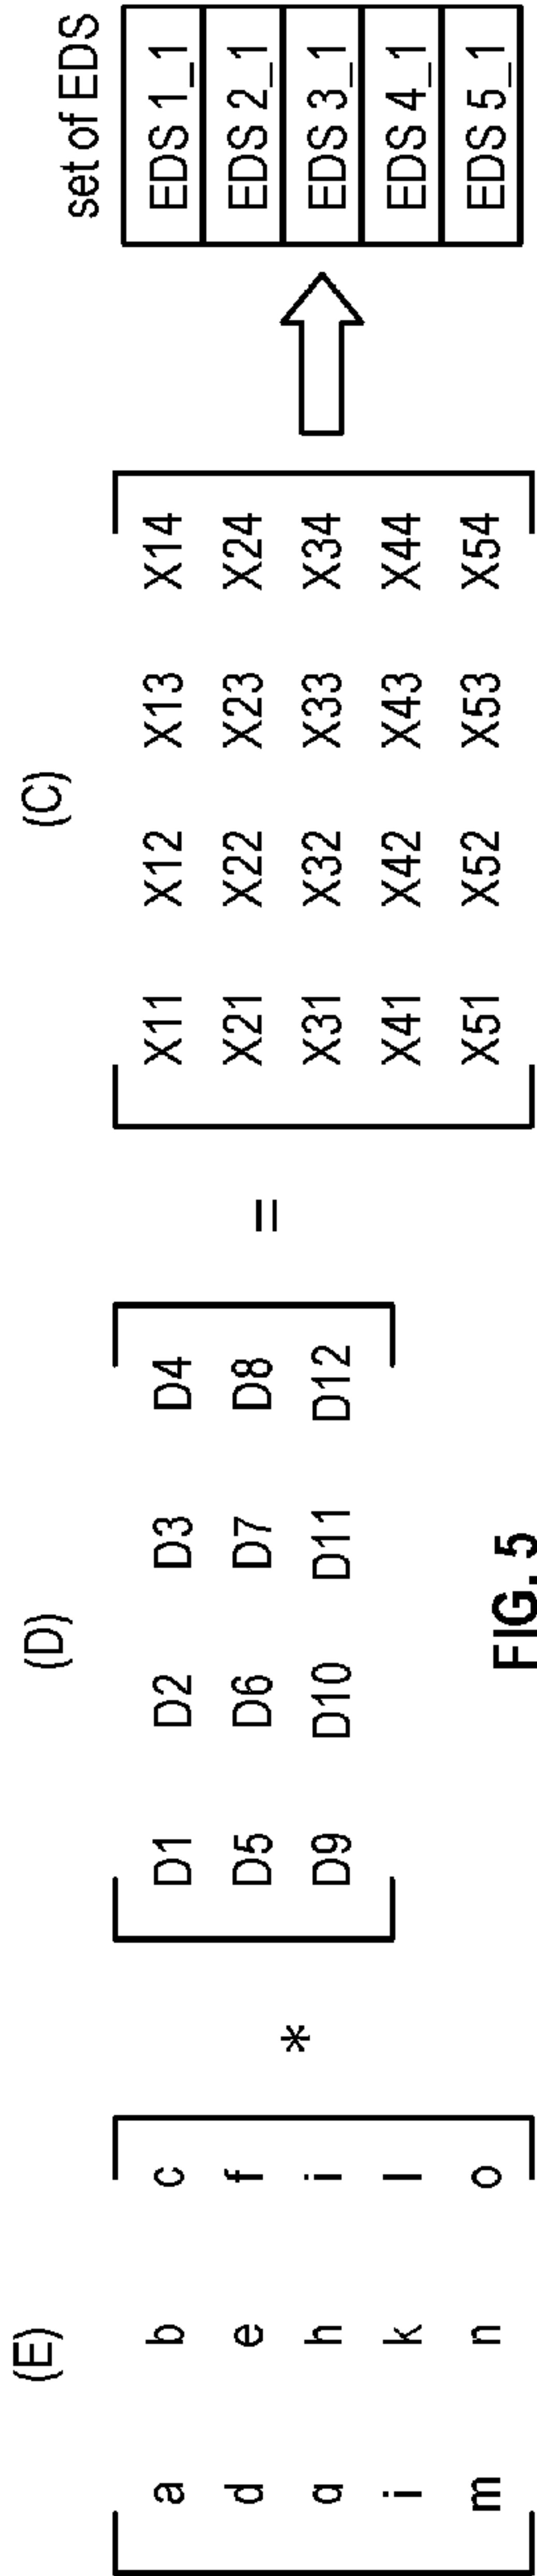 (E) (D) (C) set of EDS
a b c * D1 D2 D3 D4 = X11 X12 X13 X14 EDS 1_1
d e f D5 D6 D7 D8 X21 X22 X23 X24 EDS 2_1
q h i D9 D10 D11 D12 X31 X32 X33 X34 EDS 3_1
i k l X41 X42 X43 X44 EDS 4_1
m n o X51 X52 X53 X54 EDS 5_1
FIG. 5